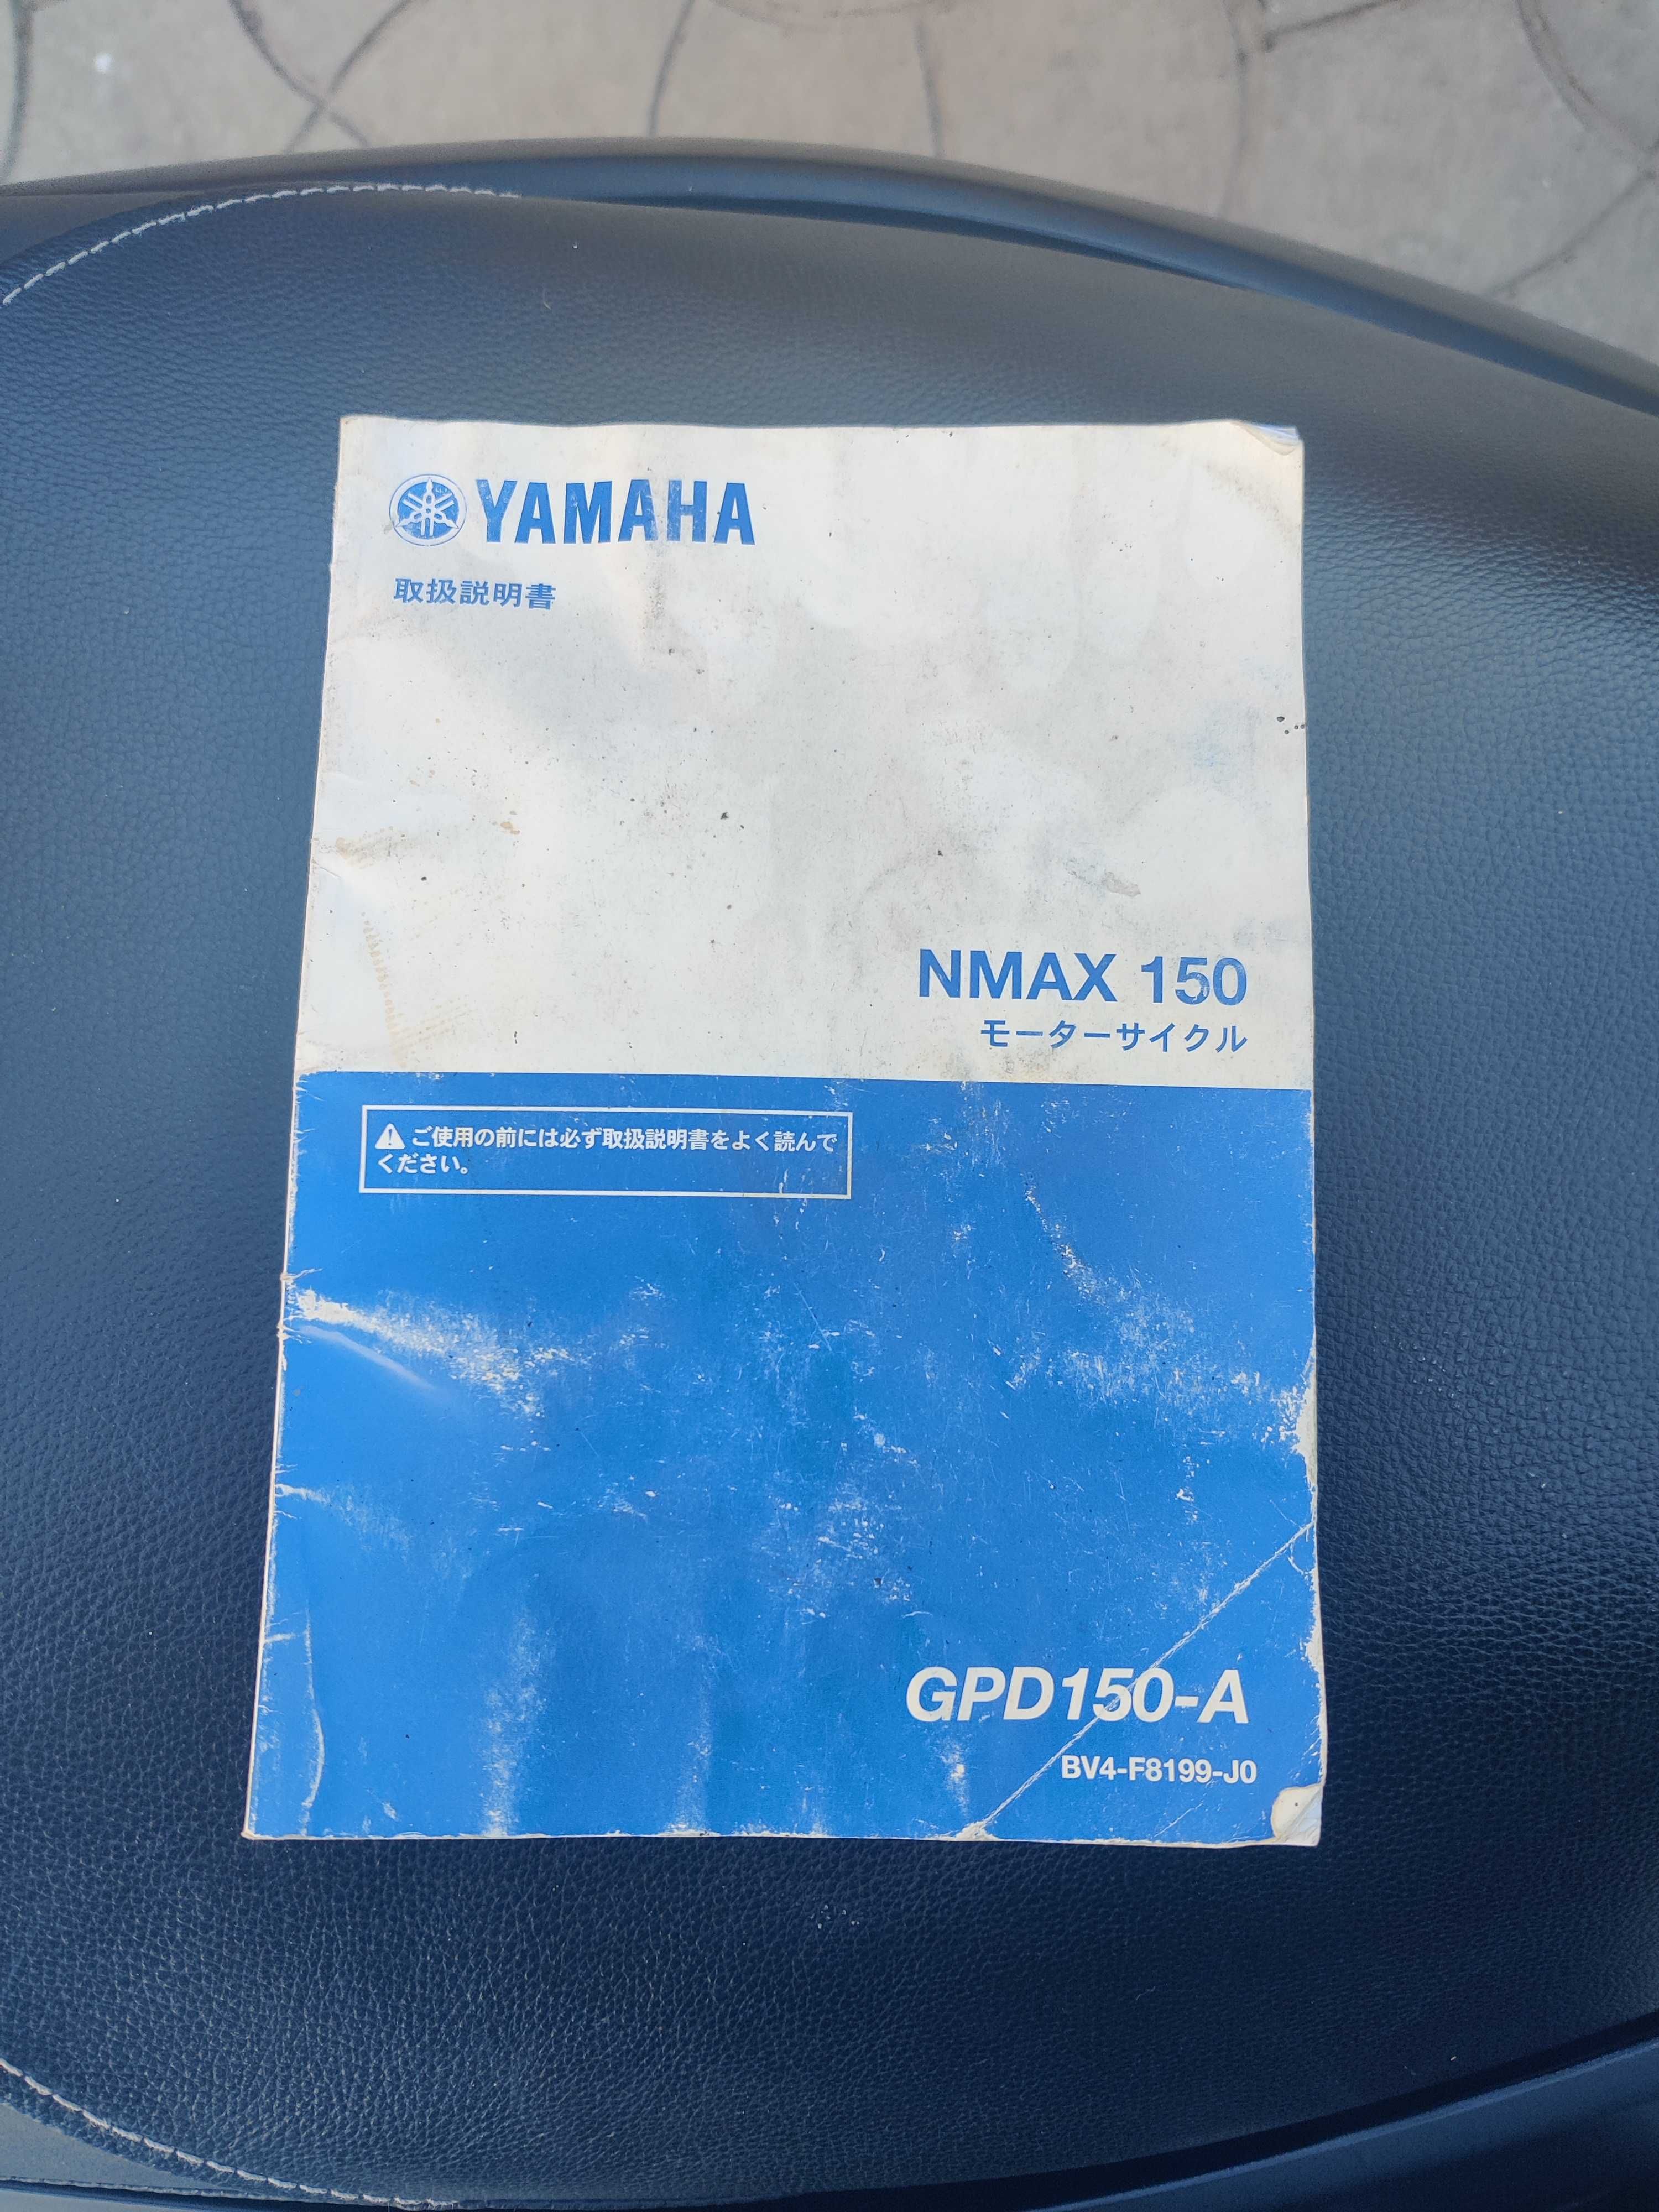 YAMAHA
取扱説明書
NMAX 150
モーターサイクル
ご使用の前には必ず取扱説明書をよく読んで
ください。
GPD150-A
BV4-F8199-J0